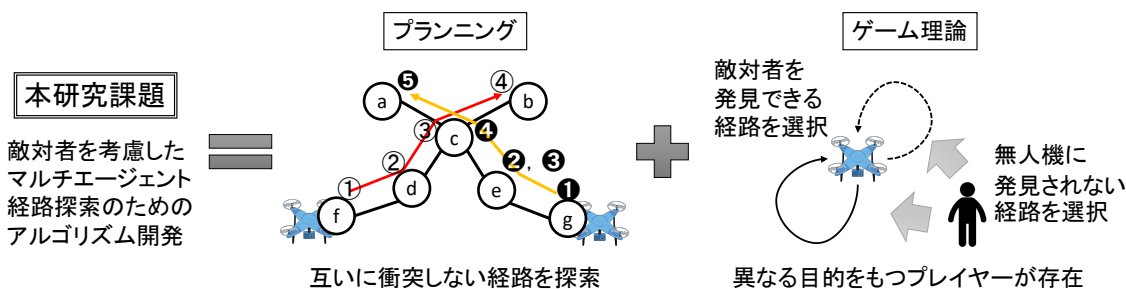 本研究課題
敵対者を考慮した
マルチエージェント
経路探索のための
アルゴリズム開発
プランニング
❺
④
a
b
③
c
❹
②
❷, ❸
①
d
e
❶
f
g
互いに衝突しない経路を探索
ゲーム理論
敵対者を
発見できる
経路を選択
無人機に
発見されない
経路を選択
異なる目的をもつプレイヤーが存在